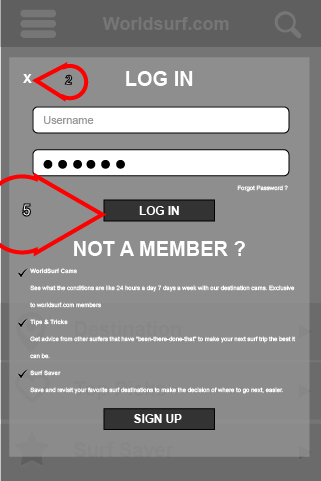 Worldsurf.com
x
2
LOG IN
Username
Forgot Password ?
5
LOG IN
NOT A MEMBER ?
WorldSurf Cams
See what the conditions are like 24 hours a day 7 days a week with our destination cams. Exclusive
to worldsurf.com members
Tips & Tricks
Destination
Get advice from other surfers that have "been-there-done-that" to make your next surf trip the best it
can be.
Surf Saver
Save and revisit your favorite surf destinations to make the decision of where to go next, easier.
SIGN UP
Surf Saver